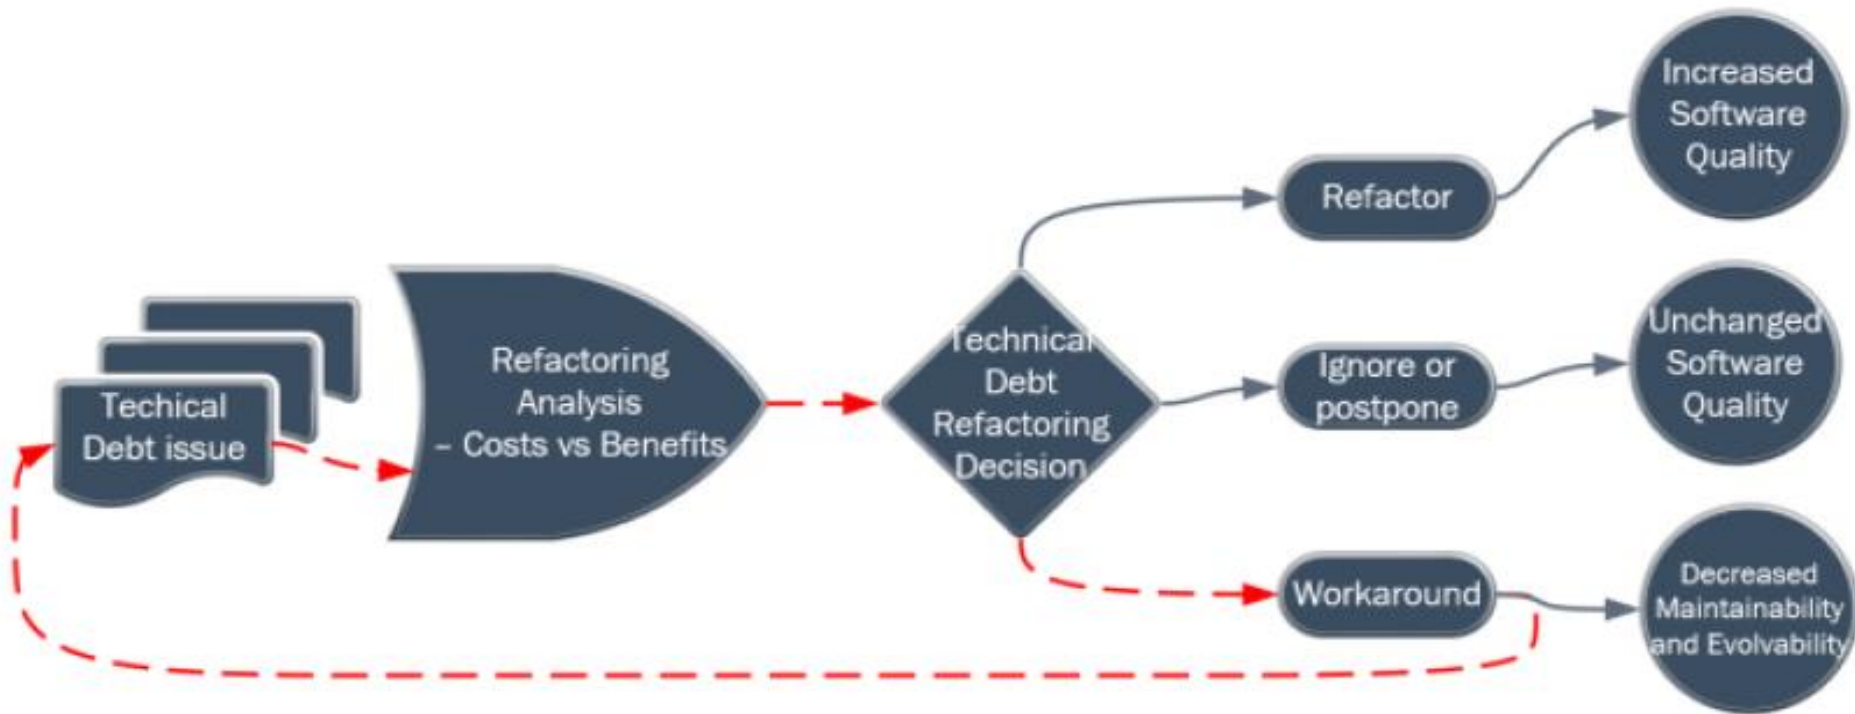 Techical
Debt issue
Refactoring
Analysis
– Costs vs Benefits
Technical
Debt
Refactoring
Decision
Refactor
Increased
Software
Quality
Ignore or
postpone
Unchanged
Software
Quality
Workaround
Decreased
Maintainability
and Evolvability